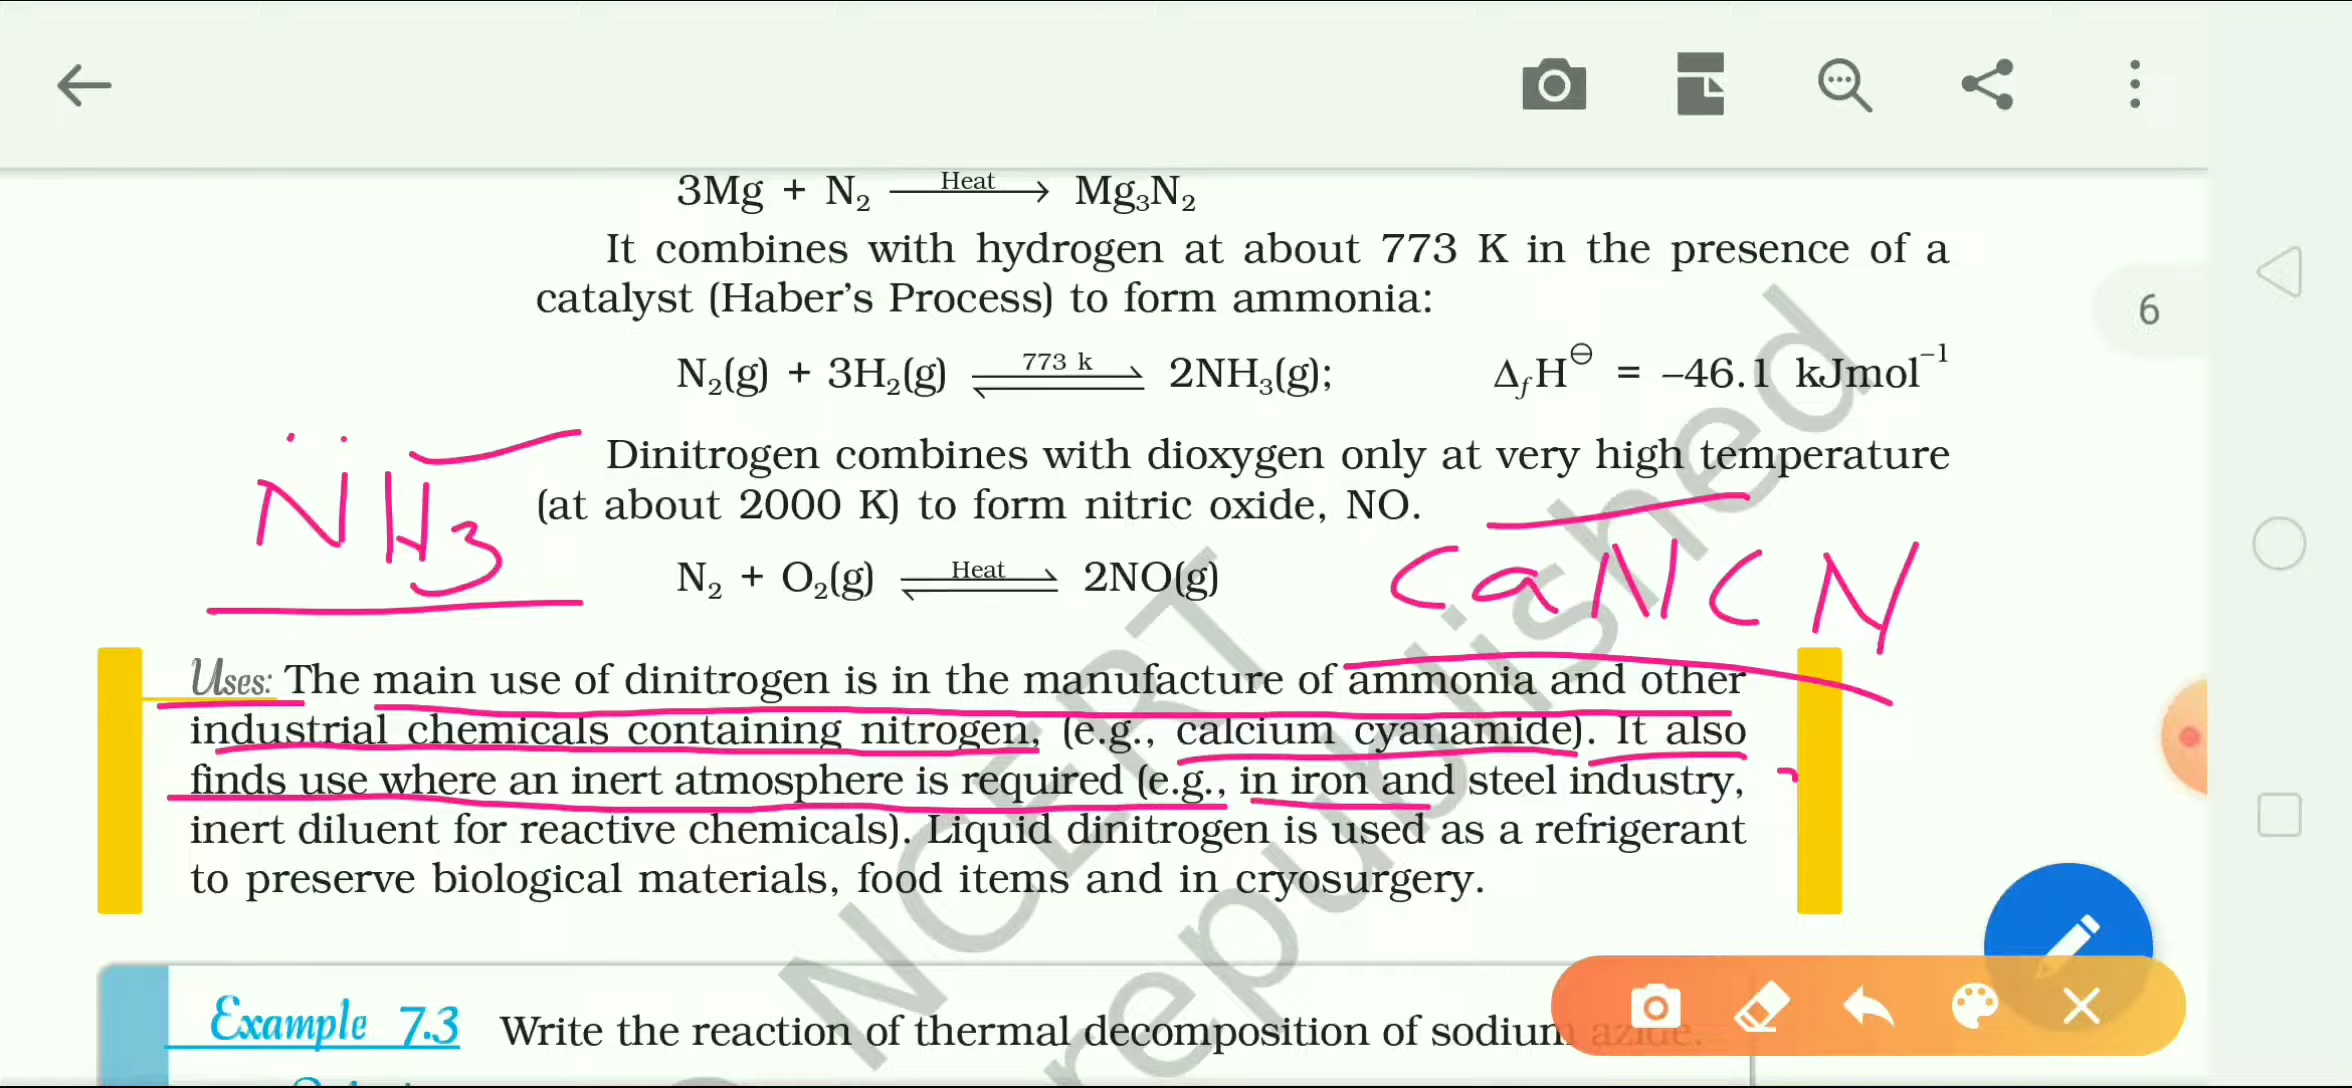 3Mg + N₂ —Heat→ Mg₃N₂
6
It combines with hydrogen at about 773 K in the presence of a
catalyst (Haber's Process) to form ammonia:
N₂(g) + 3H₂(g) ⇌ 773 k 2NH₃(g); ΔfH⊖ = –46.1 kJmol⁻¹
Dinitrogen combines with dioxygen only at very high temperature
(at about 2000 K) to form nitric oxide, NO.
NH3
CaNCN
N₂ + O₂(g) ⇌ Heat 2NO(g)
Uses: The main use of dinitrogen is in the manufacture of ammonia and other
industrial chemicals containing nitrogen, (e.g., calcium cyanamide). It also
finds use where an inert atmosphere is required (e.g., in iron and steel industry,
inert diluent for reactive chemicals). Liquid dinitrogen is used as a refrigerant
to preserve biological materials, food items and in cryosurgery.
Example 7.3 Write the reaction of thermal decomposition of sodium azide.
NCERT
republished